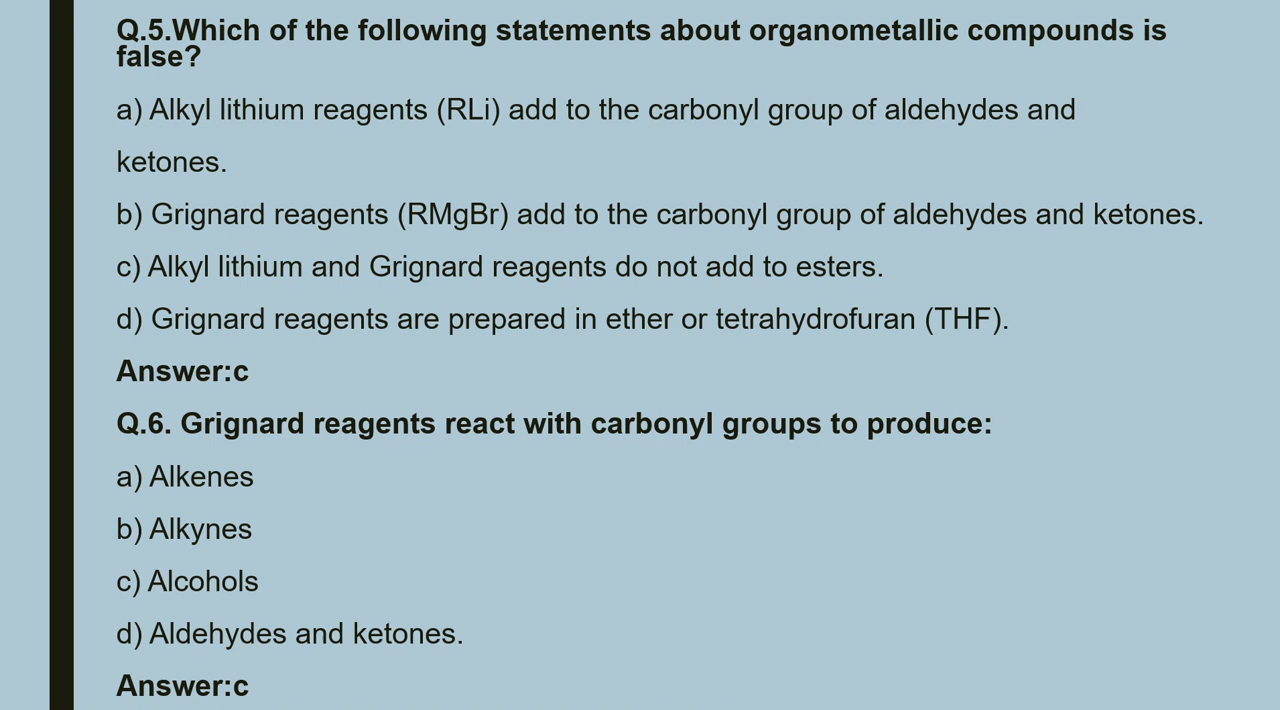 Q.5.Which of the following statements about organometallic compounds is
false?
a) Alkyl lithium reagents (RLi) add to the carbonyl group of aldehydes and
ketones.
b) Grignard reagents (RMgBr) add to the carbonyl group of aldehydes and ketones.
c) Alkyl lithium and Grignard reagents do not add to esters.
d) Grignard reagents are prepared in ether or tetrahydrofuran (THF).
Answer:c
Q.6. Grignard reagents react with carbonyl groups to produce:
a) Alkenes
b) Alkynes
c) Alcohols
d) Aldehydes and ketones.
Answer:c